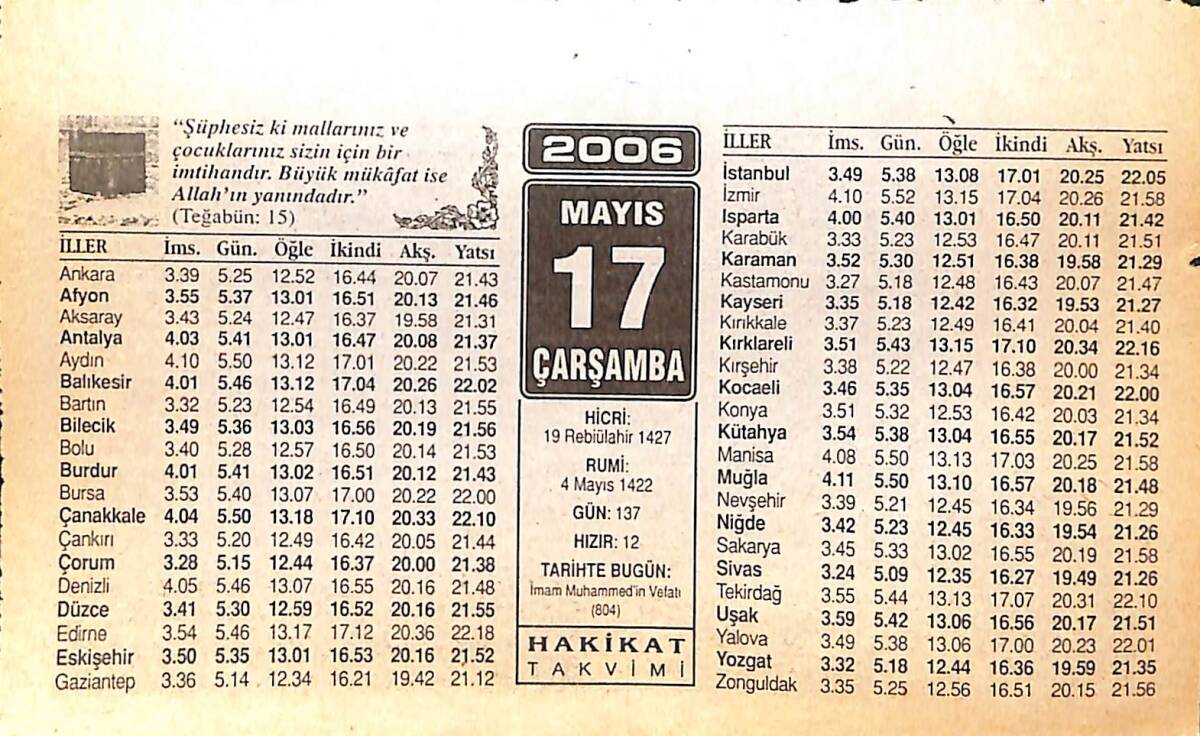 “Şüphesiz ki mallarınız ve
çocuklarınız sizin için bir
imtihandır. Büyük mükâfat ise
Allah’ın yanındadır.”
(Teğabün: 15)
İLLER İms. Gün. Öğle İkindi Akş. Yatsı
Ankara 3.39 5.25 12.52 16.44 20.07 21.43
Afyon 3.55 5.37 13.01 16.51 20.13 21.46
Aksaray 3.43 5.24 12.47 16.37 19.58 21.31
Antalya 4.03 5.41 13.01 16.47 20.08 21.37
Aydın 4.10 5.50 13.12 17.01 20.22 21.53
Balıkesir 4.01 5.46 13.12 17.04 20.26 22.02
Bartın 3.32 5.23 12.54 16.49 20.13 21.55
Bilecik 3.49 5.36 13.03 16.56 20.19 21.56
Bolu 3.40 5.28 12.57 16.50 20.14 21.53
Burdur 4.01 5.41 13.02 16.51 20.12 21.43
Bursa 3.53 5.40 13.07 17.00 20.22 22.00
Çanakkale 4.04 5.50 13.18 17.10 20.33 22.10
Çankırı 3.33 5.20 12.49 16.42 20.05 21.44
Çorum 3.28 5.15 12.44 16.37 20.00 21.38
Denizli 4.05 5.46 13.07 16.55 20.16 21.48
Düzce 3.41 5.30 12.59 16.52 20.16 21.55
Edirne 3.54 5.46 13.17 17.12 20.36 22.18
Eskişehir 3.50 5.35 13.01 16.53 20.16 21.52
Gaziantep 3.36 5.14 12.34 16.21 19.42 21.12
2006
MAYIS
17
ÇARŞAMBA
HİCRİ:
19 Rebiülahir 1427
RUMİ:
4 Mayıs 1422
GÜN: 137
HIZIR: 12
TARİHTE BUGÜN:
İmam Muhammed'in Vefatı
(804)
HAKİKAT
TAKVİMİ
İLLER İms. Gün. Öğle İkindi Akş. Yatsı
İstanbul 3.49 5.38 13.08 17.01 20.25 22.05
İzmir 4.10 5.52 13.15 17.04 20.26 21.58
Isparta 4.00 5.40 13.01 16.50 20.11 21.42
Karabük 3.33 5.23 12.53 16.47 20.11 21.51
Karaman 3.52 5.30 12.51 16.38 19.58 21.29
Kastamonu 3.27 5.18 12.48 16.43 20.07 21.47
Kayseri 3.35 5.18 12.42 16.32 19.53 21.27
Kırıkkale 3.37 5.23 12.49 16.41 20.04 21.40
Kırklareli 3.51 5.43 13.15 17.10 20.34 22.16
Kırşehir 3.38 5.22 12.47 16.38 20.00 21.34
Kocaeli 3.46 5.35 13.04 16.57 20.21 22.00
Konya 3.51 5.32 12.53 16.42 20.03 21.34
Kütahya 3.54 5.38 13.04 16.55 20.17 21.52
Manisa 4.08 5.50 13.13 17.03 20.25 21.58
Muğla 4.11 5.50 13.10 16.57 20.18 21.48
Nevşehir 3.39 5.21 12.45 16.34 19.56 21.29
Niğde 3.42 5.23 12.45 16.33 19.54 21.26
Sakarya 3.45 5.33 13.02 16.55 20.19 21.58
Sivas 3.24 5.09 12.35 16.27 19.49 21.26
Tekirdağ 3.55 5.44 13.13 17.07 20.31 22.10
Uşak 3.59 5.42 13.06 16.56 20.17 21.51
Yalova 3.49 5.38 13.06 17.00 20.23 22.01
Yozgat 3.32 5.18 12.44 16.36 19.59 21.35
Zonguldak 3.35 5.25 12.56 16.51 20.15 21.56